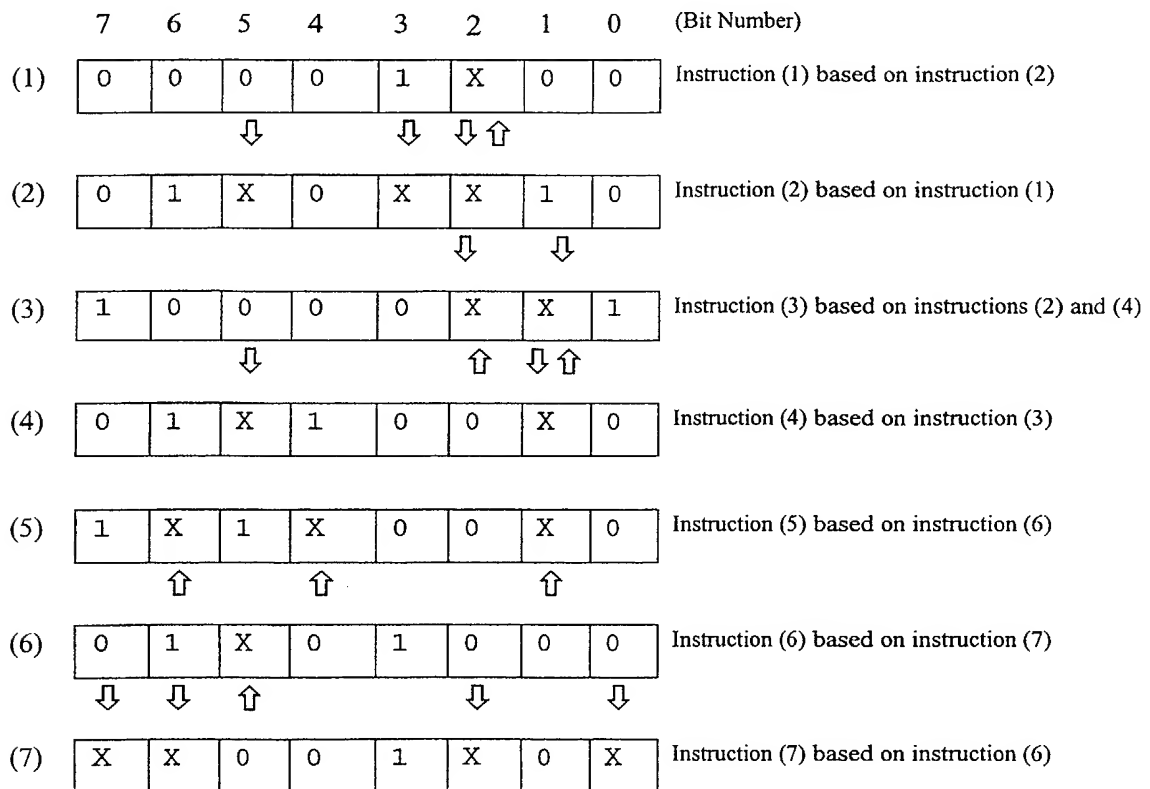 7 6 5 4 3 2 1 0 (Bit Number)
(1) 0 0 0 0 1 X 0 0 Instruction (1) based on instruction (2)
(2) 0 1 X 0 X X 1 0 Instruction (2) based on instruction (1)
(3) 1 0 0 0 0 X X 1 Instruction (3) based on instructions (2) and (4)
(4) 0 1 X 1 0 0 X 0 Instruction (4) based on instruction (3)
(5) 1 X 1 X 0 0 X 0 Instruction (5) based on instruction (6)
(6) 0 1 X 0 1 0 0 0 Instruction (6) based on instruction (7)
(7) X X 0 0 1 X 0 X Instruction (7) based on instruction (6)